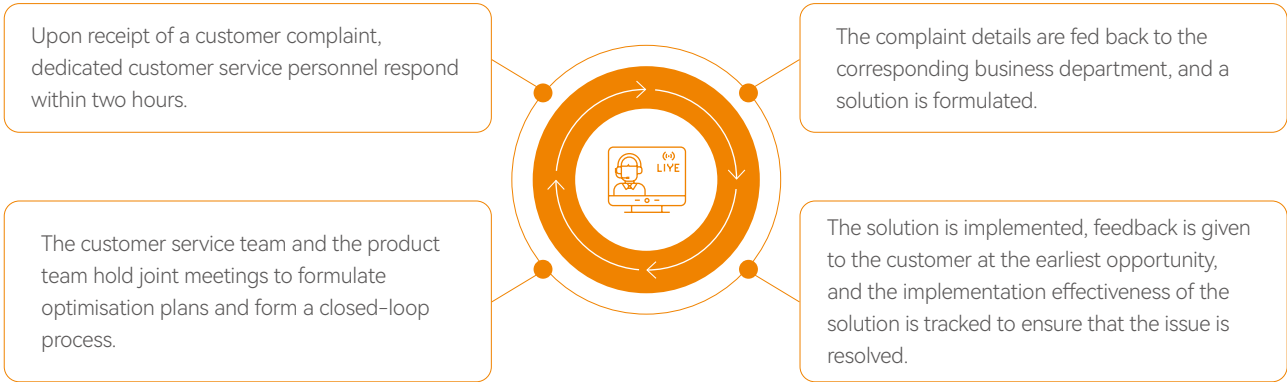 Upon receipt of a customer complaint,
dedicated customer service personnel respond
within two hours.
The complaint details are fed back to the
corresponding business department, and a
solution is formulated.
LIVE
The customer service team and the product
team hold joint meetings to formulate
optimisation plans and form a closed-loop
process.
The solution is implemented, feedback is given
to the customer at the earliest opportunity,
and the implementation effectiveness of the
solution is tracked to ensure that the issue is
resolved.